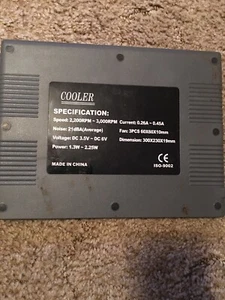 COOLER
SPECIFICATION:
Speed: 2,200RPM ~ 3,000RPM Current: 0.26A ~ 0.45A
Noise: 21dBA(Average) Fan: 3PCS 60X60X10mm
Voltage: DC 3.5V ~ DC 5V Dimension: 300X230X19mm
Power: 1.3W ~ 2.25W
MADE IN CHINA
CE
ISO-9002